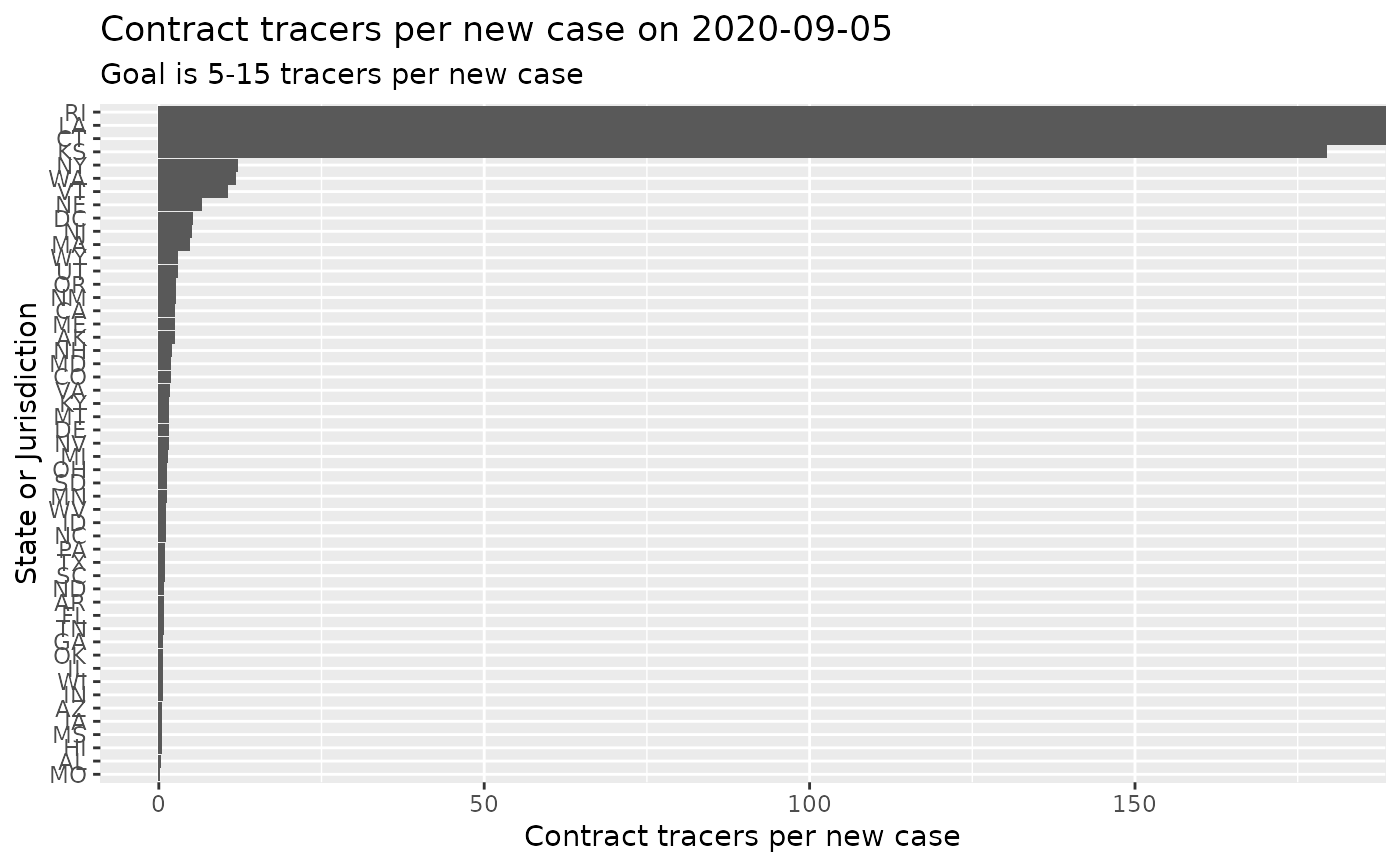 Contract tracers per new case on 2020-09-05
Goal is 5-15 tracers per new case
State or Jurisdiction
RI
LA
CT
KS
NY
WA
VT
NE
DC
NJ
MA
WY
UT
OR
NM
CA
ME
AK
NH
MD
CO
VA
KY
MT
DE
NV
MI
OH
SD
MN
WV
ID
NC
PA
TX
SC
ND
AR
FL
TN
GA
OK
IL
WI
IN
AZ
IA
MS
HI
AL
MO
0 50 100 150
Contract tracers per new case